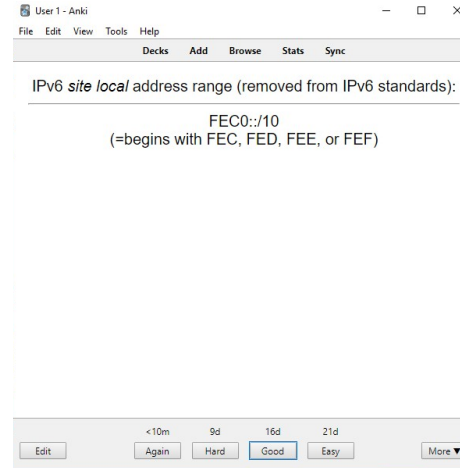 User 1 - Anki
File Edit View Tools Help
Decks Add Browse Stats Sync
IPv6 site local address range (removed from IPv6 standards):
FEC0::/10
(=begins with FEC, FED, FEE, or FEF)
<10m 9d 16d 21d
Edit Again Hard Good Easy More ▼